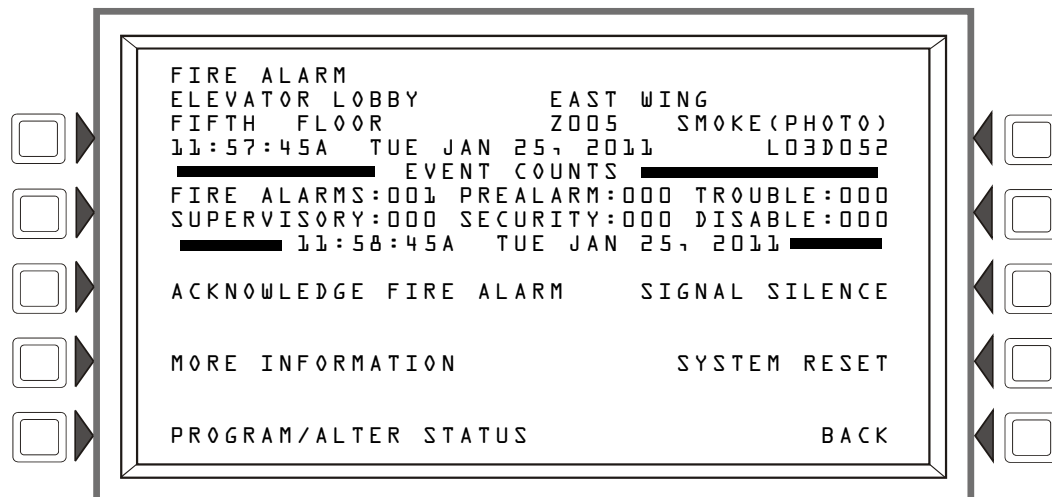 FIRE ALARM
ELEVATOR LOBBY EAST WING
FIFTH FLOOR Z005 SMOKE(PHOTO)
11:57:45A TUE JAN 25, 2011 L03D052
EVENT COUNTS
FIRE ALARMS:001 PREALARM:000 TROUBLE:000
SUPERVISORY:000 SECURITY:000 DISABLE:000
11:58:45A TUE JAN 25, 2011
ACKNOWLEDGE FIRE ALARM SIGNAL SILENCE
MORE INFORMATION SYSTEM RESET
PROGRAM/ALTER STATUS BACK